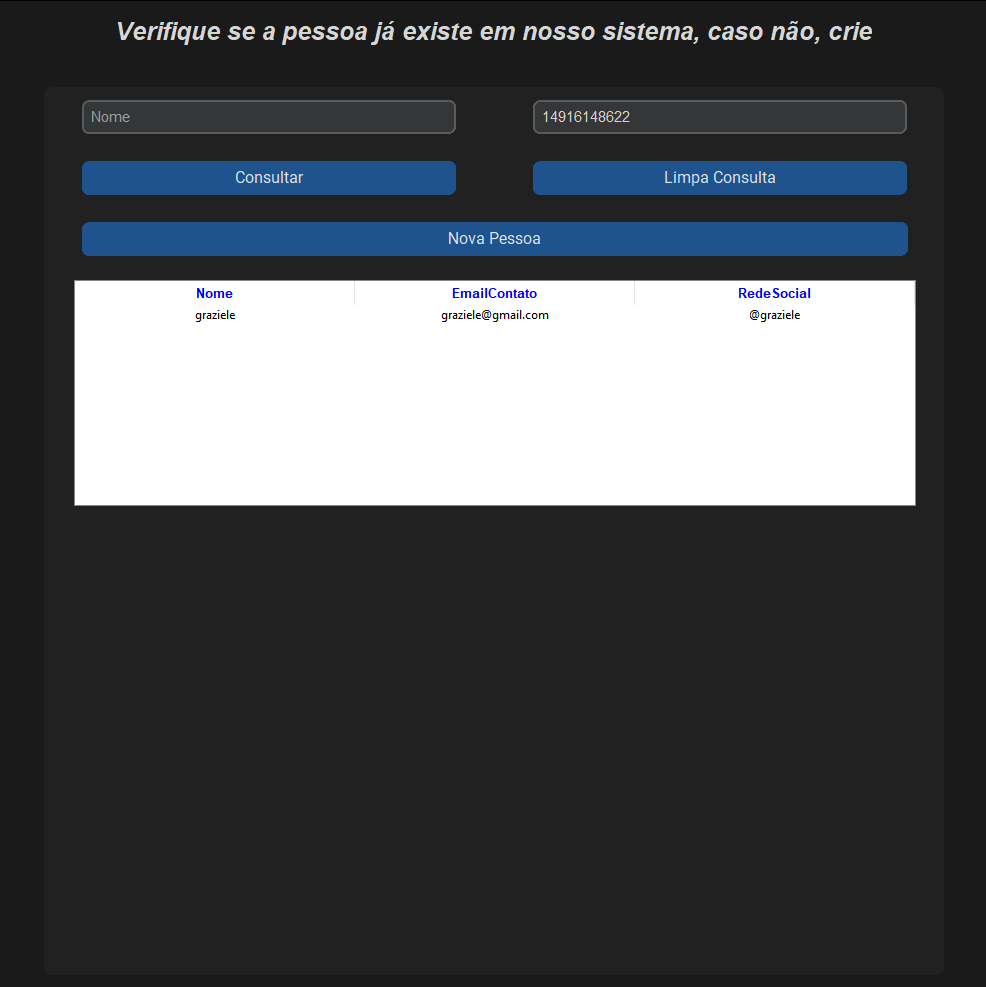 Verifique se a pessoa já existe em nosso sistema, caso não, crie
Nome 14916148622
Consultar Limpa Consulta
Nova Pessoa
Nome EmailContato RedeSocial
graziele graziele@gmail.com @graziele